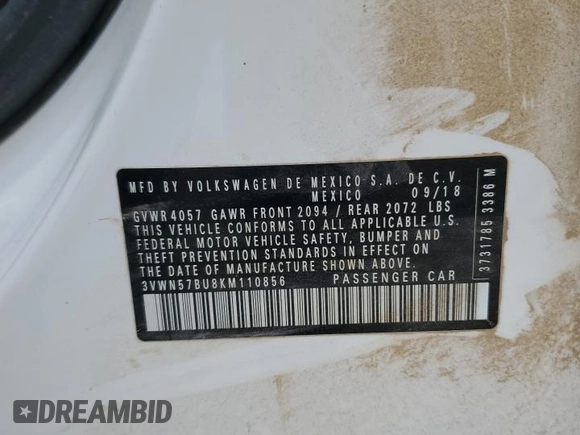 MFD BY VOLKSWAGEN DE MEXICO S.A. DE C.V.
MEXICO 09/18
GVWR 4057 GAWR FRONT 2094 / REAR 2072 LBS
THIS VEHICLE CONFORMS TO ALL APPLICABLE U.S.
FEDERAL MOTOR VEHICLE SAFETY, BUMPER AND
THEFT PREVENTION STANDARDS IN EFFECT ON
THE DATE OF MANUFACTURE SHOWN ABOVE.
3VWN57BU8KM110856 PASSENGER CAR
3731785 3386 M
DREAMBID